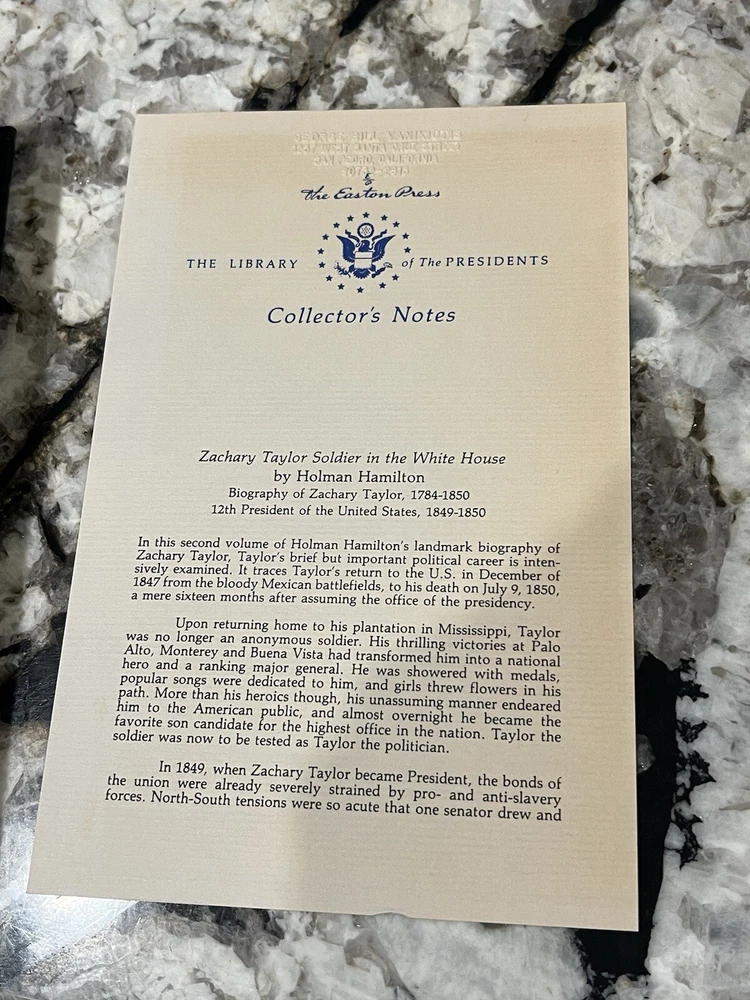 SAN PEDRO, CALIFORNIA
The Easton Press
THE LIBRARY of The PRESIDENTS
Collector's Notes
Zachary Taylor Soldier in the White House
by Holman Hamilton
Biography of Zachary Taylor, 1784-1850
12th President of the United States, 1849-1850
In this second volume of Holman Hamilton's landmark biography of
Zachary Taylor, Taylor's brief but important political career is inten-
sively examined. It traces Taylor's return to the U.S. in December of
1847 from the bloody Mexican battlefields, to his death on July 9, 1850,
a mere sixteen months after assuming the office of the presidency.
Upon returning home to his plantation in Mississippi, Taylor
was no longer an anonymous soldier. His thrilling victories at Palo
Alto, Monterey and Buena Vista had transformed him into a national
hero and a ranking major general. He was showered with medals,
popular songs were dedicated to him, and girls threw flowers in his
path. More than his heroics though, his unassuming manner endeared
him to the American public, and almost overnight he became the
favorite son candidate for the highest office in the nation. Taylor the
soldier was now to be tested as Taylor the politician.
In 1849, when Zachary Taylor became President, the bonds of
the union were already severely strained by pro- and anti-slavery
forces. North-South tensions were so acute that one senator drew and